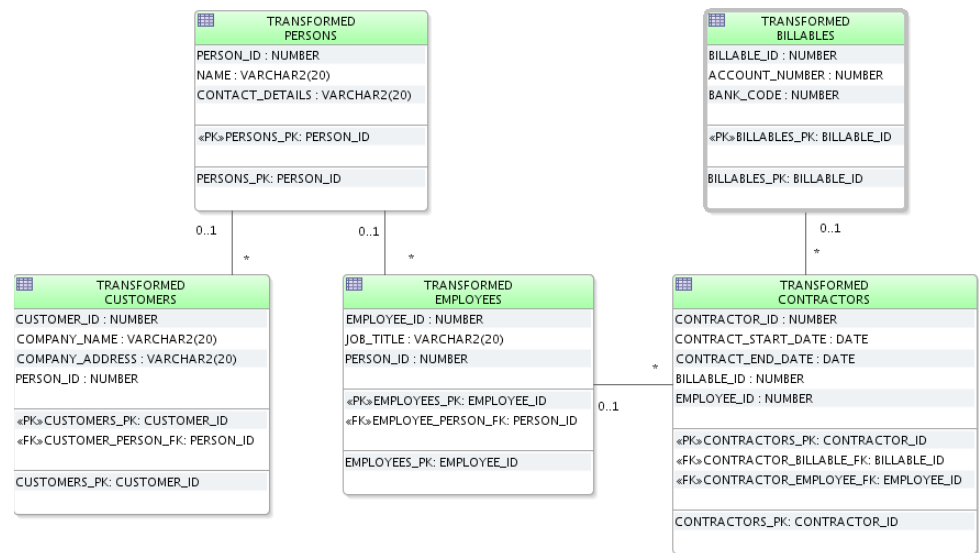 TRANSFORMED
PERSONS
PERSON_ID : NUMBER
NAME : VARCHAR2(20)
CONTACT_DETAILS : VARCHAR2(20)
«PK»PERSONS_PK: PERSON_ID
PERSONS_PK: PERSON_ID
TRANSFORMED
BILLABLES
BILLABLE_ID : NUMBER
ACCOUNT_NUMBER : NUMBER
BANK_CODE : NUMBER
«PK»BILLABLES_PK: BILLABLE_ID
BILLABLES_PK: BILLABLE_ID
0..1
*
0..1
*
0..1
*
TRANSFORMED
CUSTOMERS
CUSTOMER_ID : NUMBER
COMPANY_NAME : VARCHAR2(20)
COMPANY_ADDRESS : VARCHAR2(20)
PERSON_ID : NUMBER
«PK»CUSTOMERS_PK: CUSTOMER_ID
«FK»CUSTOMER_PERSON_FK: PERSON_ID
CUSTOMERS_PK: CUSTOMER_ID
TRANSFORMED
EMPLOYEES
EMPLOYEE_ID : NUMBER
JOB_TITLE : VARCHAR2(20)
PERSON_ID : NUMBER
«PK»EMPLOYEES_PK: EMPLOYEE_ID
«FK»EMPLOYEE_PERSON_FK: PERSON_ID
EMPLOYEES_PK: EMPLOYEE_ID
*
0..1
TRANSFORMED
CONTRACTORS
CONTRACTOR_ID : NUMBER
CONTRACT_START_DATE : DATE
CONTRACT_END_DATE : DATE
BILLABLE_ID : NUMBER
EMPLOYEE_ID : NUMBER
«PK»CONTRACTORS_PK: CONTRACTOR_ID
«FK»CONTRACTOR_BILLABLE_FK: BILLABLE_ID
«FK»CONTRACTOR_EMPLOYEE_FK: EMPLOYEE_ID
CONTRACTORS_PK: CONTRACTOR_ID